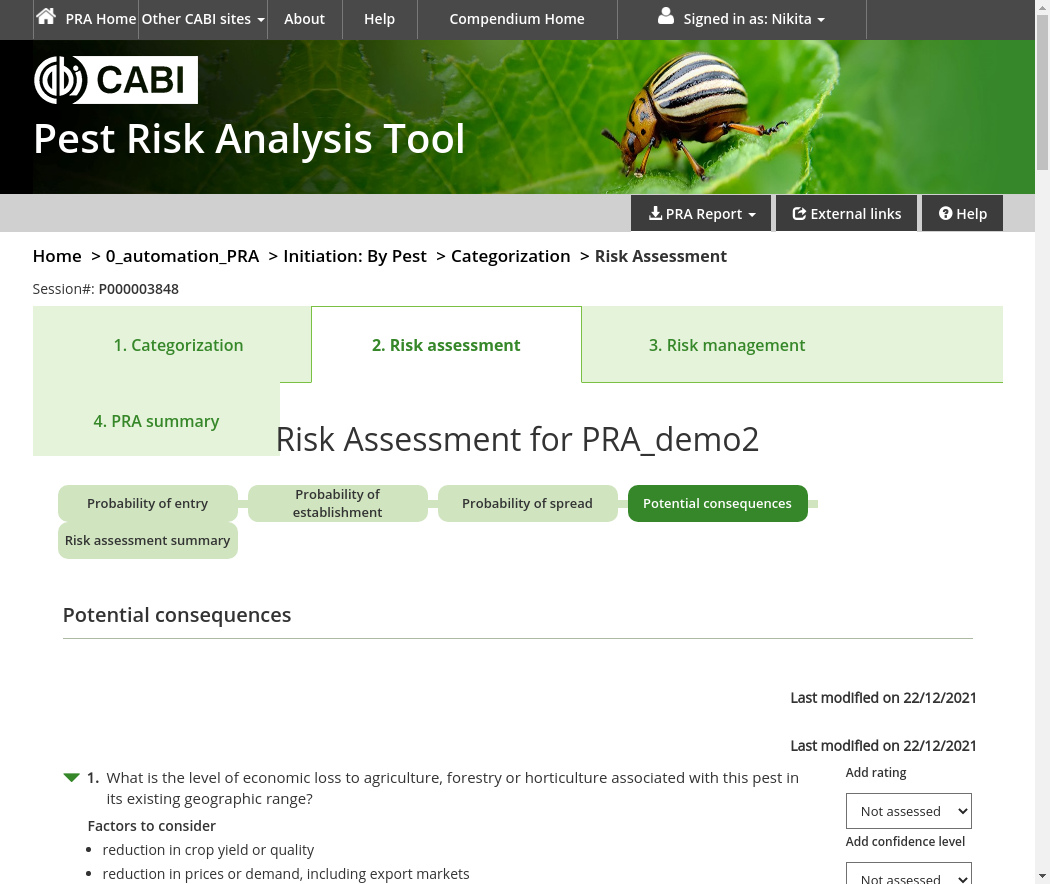 PRA Home Other CABI sites About Help Compendium Home Signed in as: Nikita
CABI
Pest Risk Analysis Tool
PRA Report External links Help
Home > 0_automation_PRA > Initiation: By Pest > Categorization > Risk Assessment
Session#: P000003848
1. Categorization 2. Risk assessment 3. Risk management
4. PRA summary
Risk Assessment for PRA_demo2
Probability of entry Probability of establishment Probability of spread Potential consequences
Risk assessment summary
Potential consequences
Last modified on 22/12/2021
Last modified on 22/12/2021
1. What is the level of economic loss to agriculture, forestry or horticulture associated with this pest in
its existing geographic range?
Add rating
Not assessed
Factors to consider
Add confidence level
reduction in crop yield or quality
reduction in prices or demand, including export markets
Not assessed